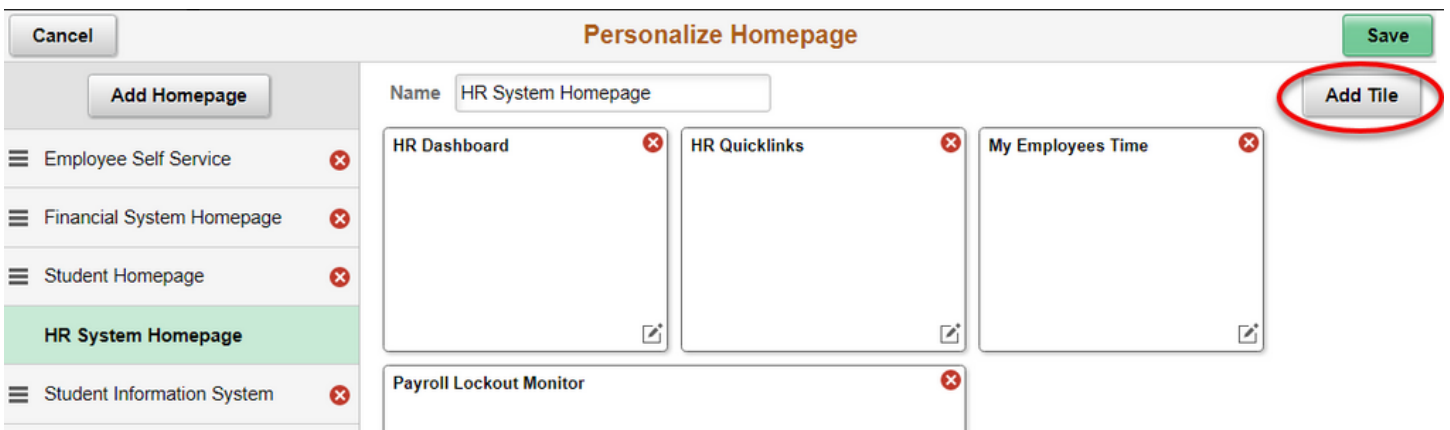 Cancel
Personalize Homepage
Save
Add Homepage
Name HR System Homepage
Add Tile
Employee Self Service
Financial System Homepage
Student Homepage
HR System Homepage
Student Information System
HR Dashboard
HR Quicklinks
My Employees Time
Payroll Lockout Monitor